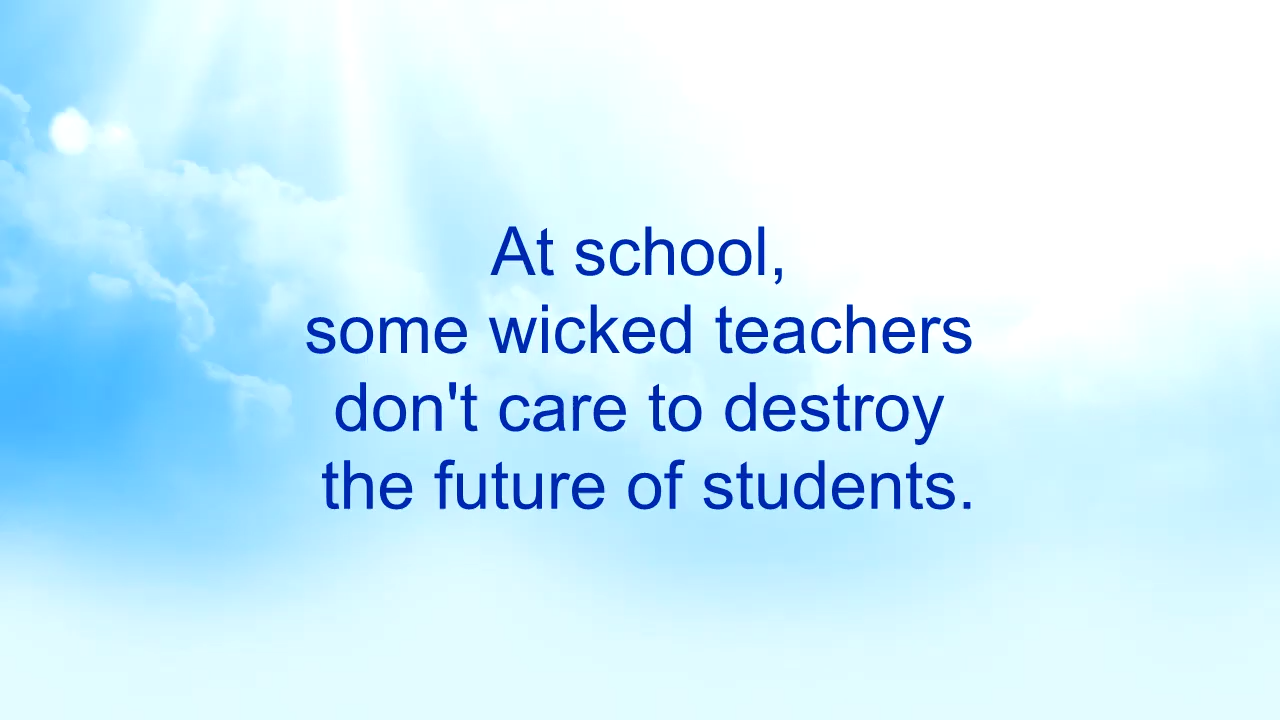 At school,
some wicked teachers
don't care to destroy
the future of students.